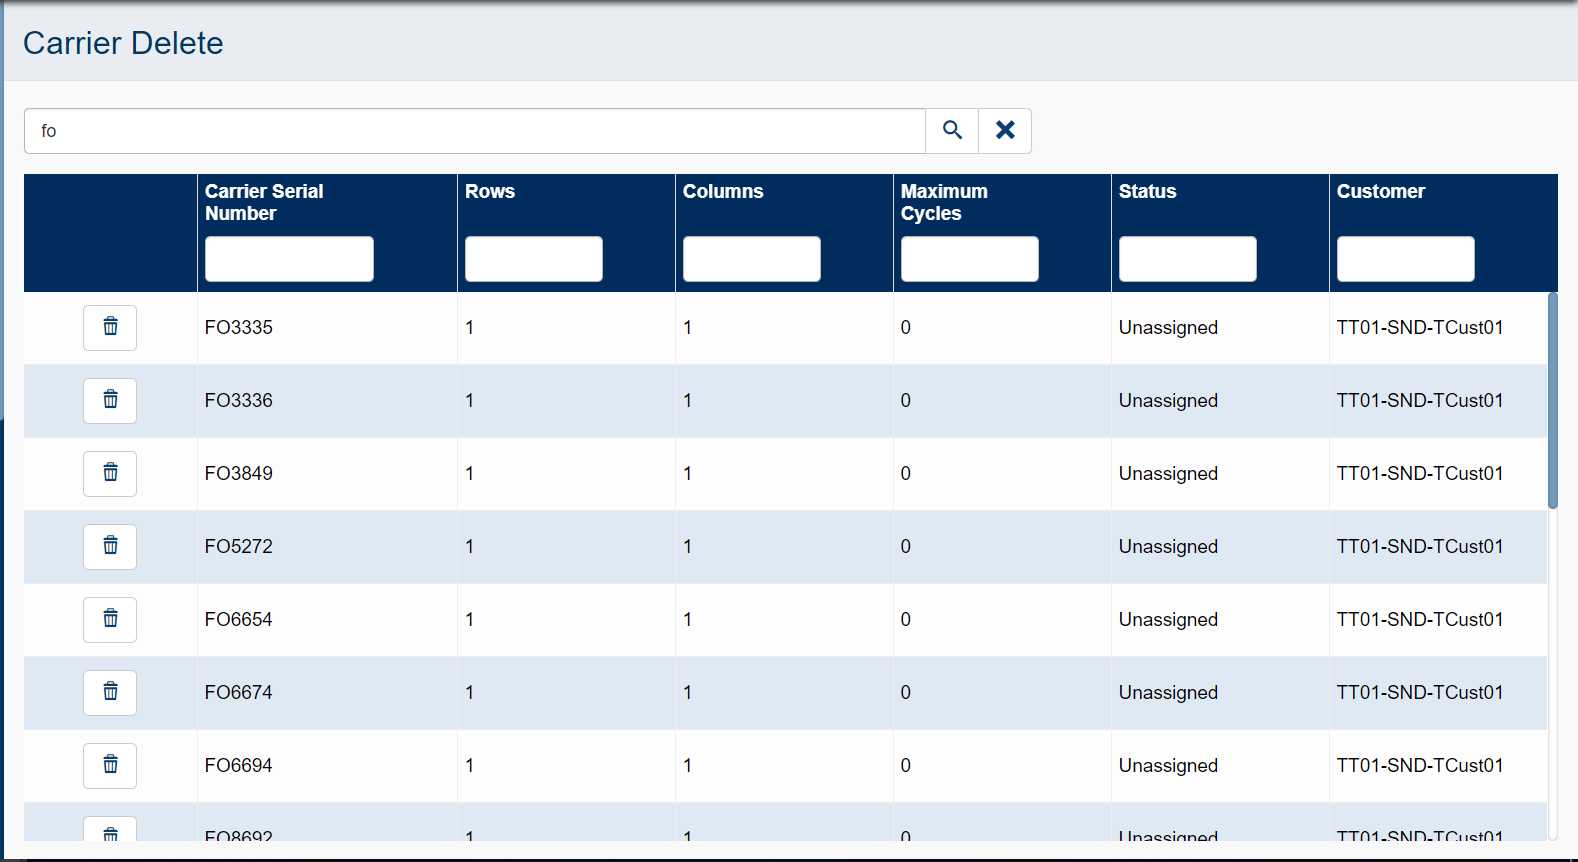 Carrier Delete
fo
Carrier Serial Number Rows Columns Maximum Cycles Status Customer
FO3335 1 1 0 Unassigned TT01-SND-TCust01
FO3336 1 1 0 Unassigned TT01-SND-TCust01
FO3849 1 1 0 Unassigned TT01-SND-TCust01
FO5272 1 1 0 Unassigned TT01-SND-TCust01
FO6654 1 1 0 Unassigned TT01-SND-TCust01
FO6674 1 1 0 Unassigned TT01-SND-TCust01
FO6694 1 1 0 Unassigned TT01-SND-TCust01
FO8692 1 1 0 Unassigned TT01-SND-TCust01